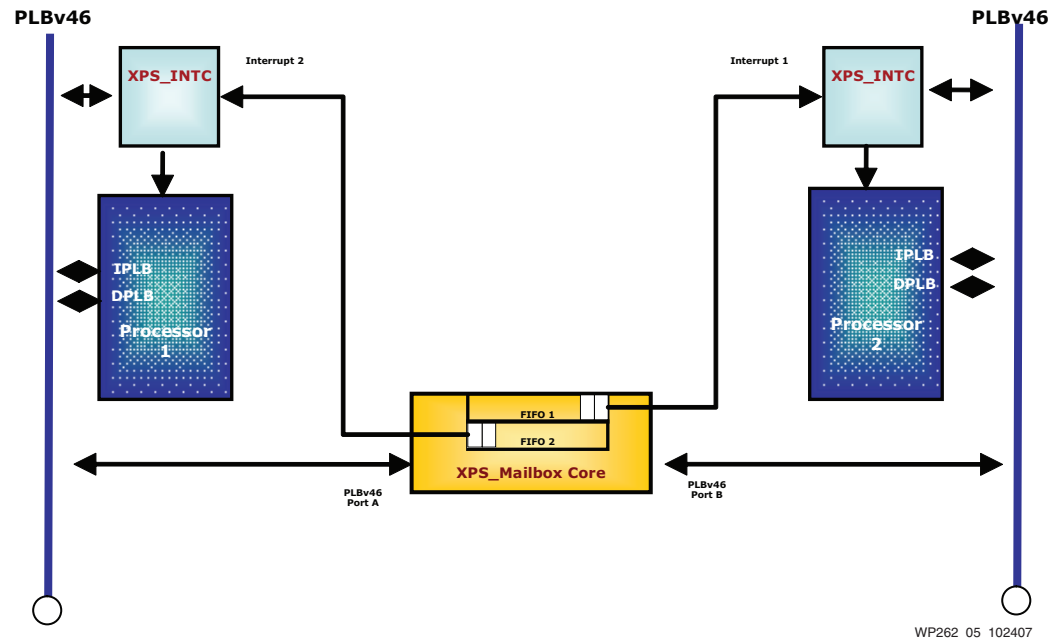 PLBv46
PLBv46
XPS_INTC
Interrupt 2
Interrupt 1
XPS_INTC
IPLB
DPLB
Processor
1
IPLB
DPLB
Processor
2
FIFO 1
FIFO 2
XPS_Mailbox Core
PLBv46
Port A
PLBv46
Port B
WP262_05_102407